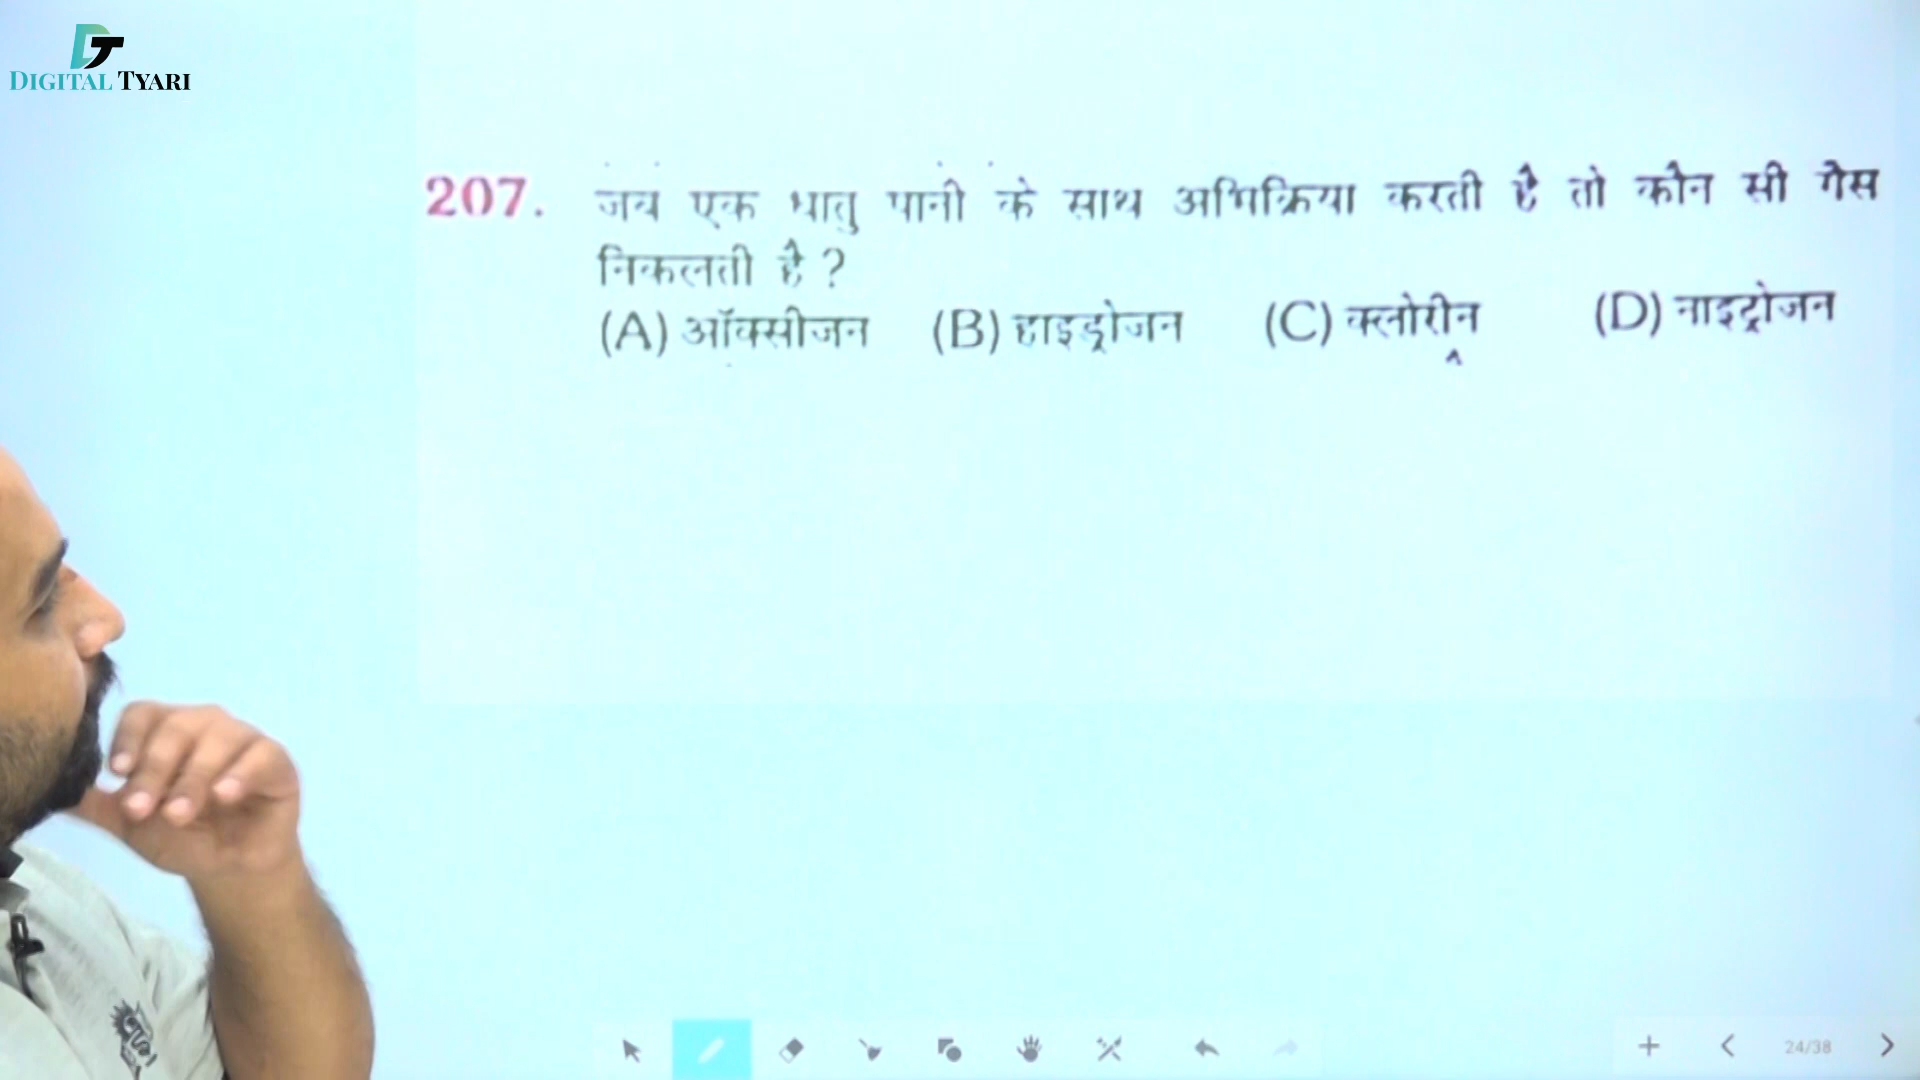 DIGITAL TYARI
207. जब एक धातु पानी के साथ अभिक्रिया करती है तो कौन सी गैस
निकलती है ?
(A) ऑक्सीजन (B) हाइड्रोजन (C) क्लोरीन (D) नाइट्रोजन
24/38